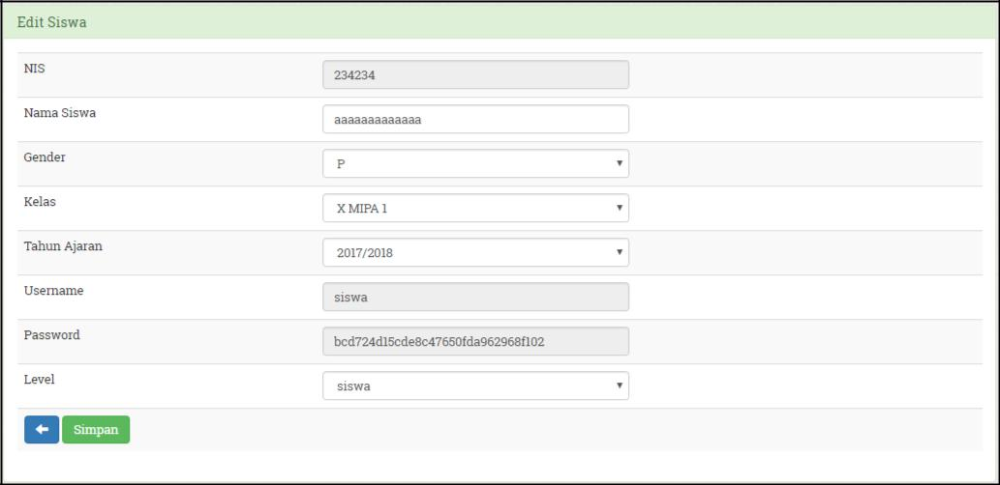 Edit Siswa
NIS 234234
Nama Siswa aaaaaaaaaaaaa
Gender P
Kelas X MIPA 1
Tahun Ajaran 2017/2018
Username siswa
Password bcd724d15cde8c47650fda962968f102
Level siswa
Simpan